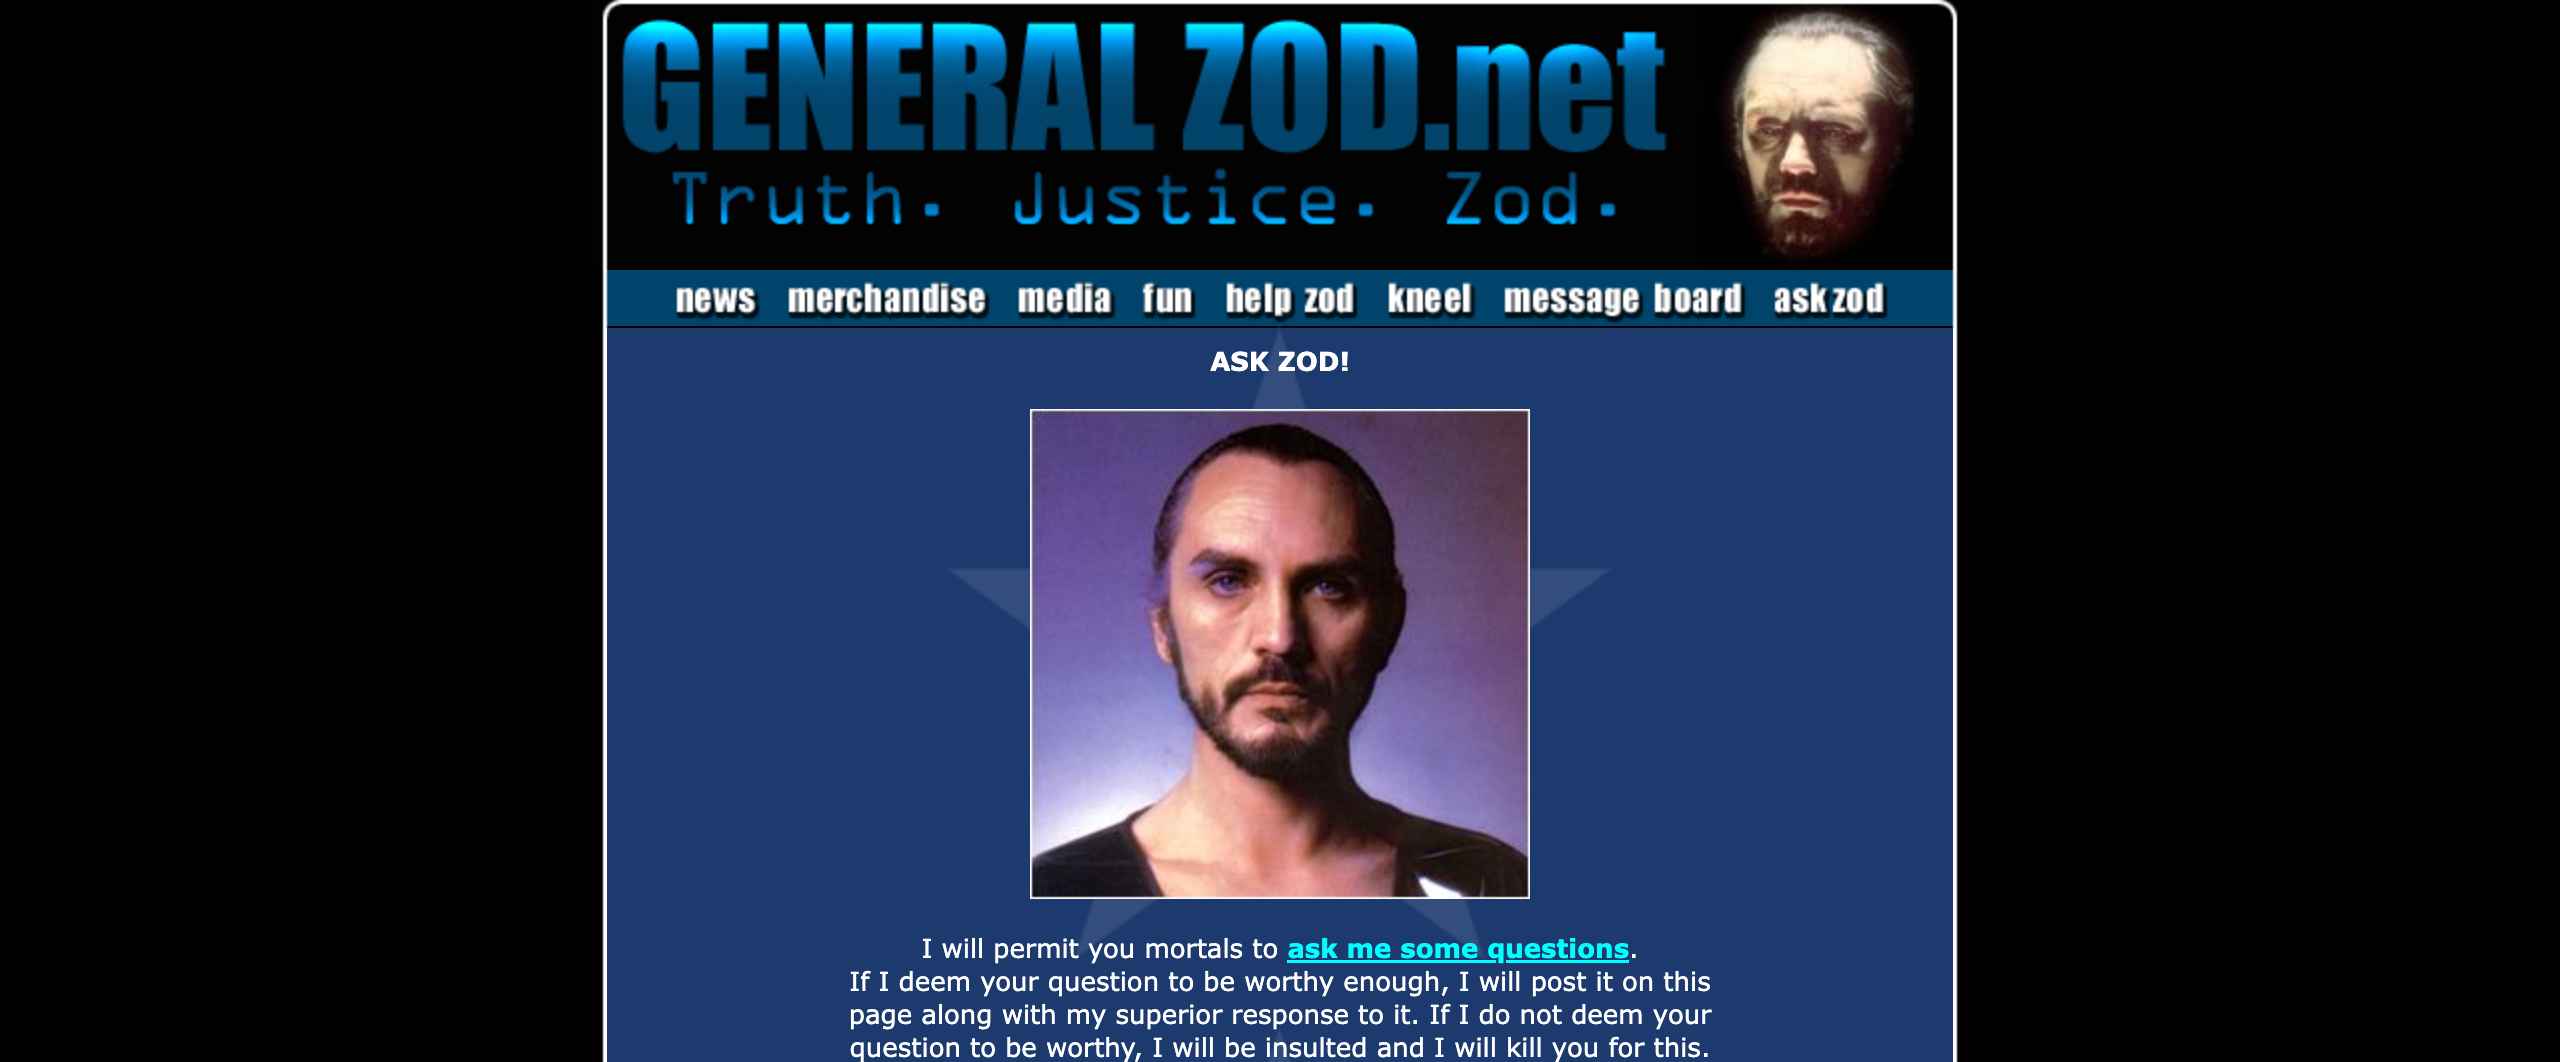 GENERAL ZOD.net
Truth. Justice. Zod.
news merchandise media fun help zod kneel message board ask zod
ASK ZOD!
I will permit you mortals to ask me some questions.
If I deem your question to be worthy enough, I will post it on this
page along with my superior response to it. If I do not deem your
question to be worthy, I will be insulted and I will kill you for this.